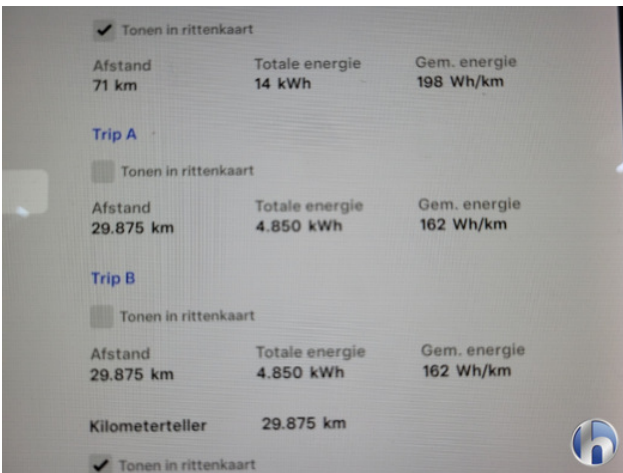 Tonen in rittenkaart
Afstand Totale energie Gem. energie
71 km 14 kWh 198 Wh/km
Trip A
Tonen in rittenkaart
Afstand Totale energie Gem. energie
29.875 km 4.850 kWh 162 Wh/km
Trip B
Tonen in rittenkaart
Afstand Totale energie Gem. energie
29.875 km 4.850 kWh 162 Wh/km
Kilometerteller 29.875 km
Tonen in rittenkaart
h